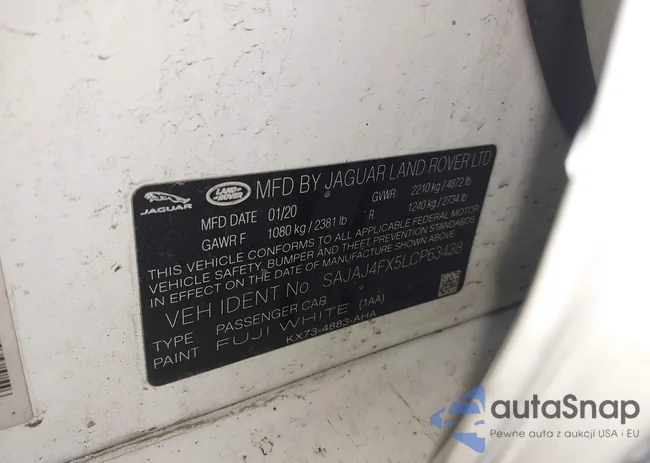 JAGUAR
LAND ROVER
MFD BY JAGUAR LAND ROVER LTD
MFD DATE 01/20 GVWR 2210 kg / 4872 lb
GAWR F 1080 kg / 2381 lb R 1240 kg / 2734 lb
THIS VEHICLE CONFORMS TO ALL APPLICABLE FEDERAL MOTOR
VEHICLE SAFETY, BUMPER AND THEFT PREVENTION STANDARDS
IN EFFECT ON THE DATE OF MANUFACTURE SHOWN ABOVE
VEH IDENT No SAJAJ4FX5LCP63438
TYPE PASSENGER CAR
PAINT FUJI WHITE (1AA)
KX73-4883-AHA
autaSnap
Pewne auta z aukcji USA i EU